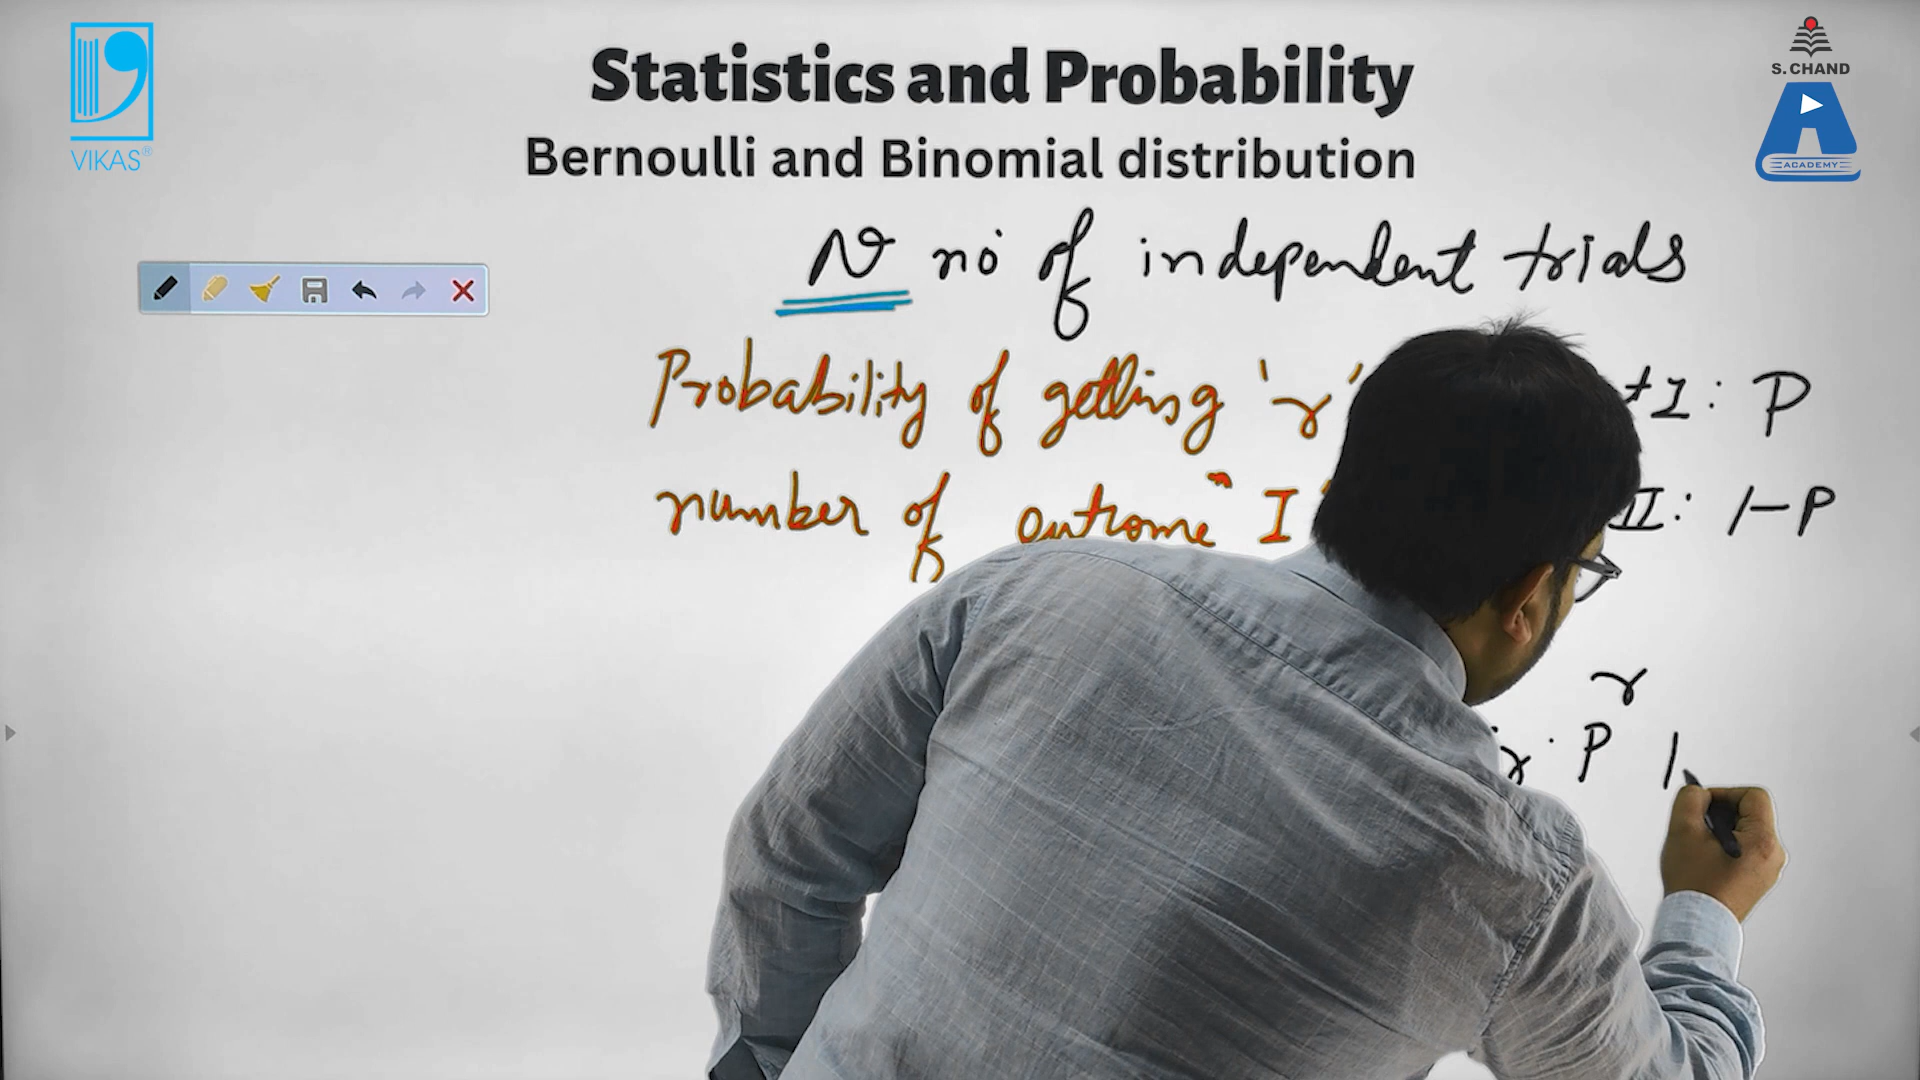 VIKAS®
S. CHAND
ACADEMY
Statistics and Probability
Bernoulli and Binomial distribution
N no of independent trials
Probability of getting 'r' I : P
number of outcome "I" II : 1-P
r
r . P 1